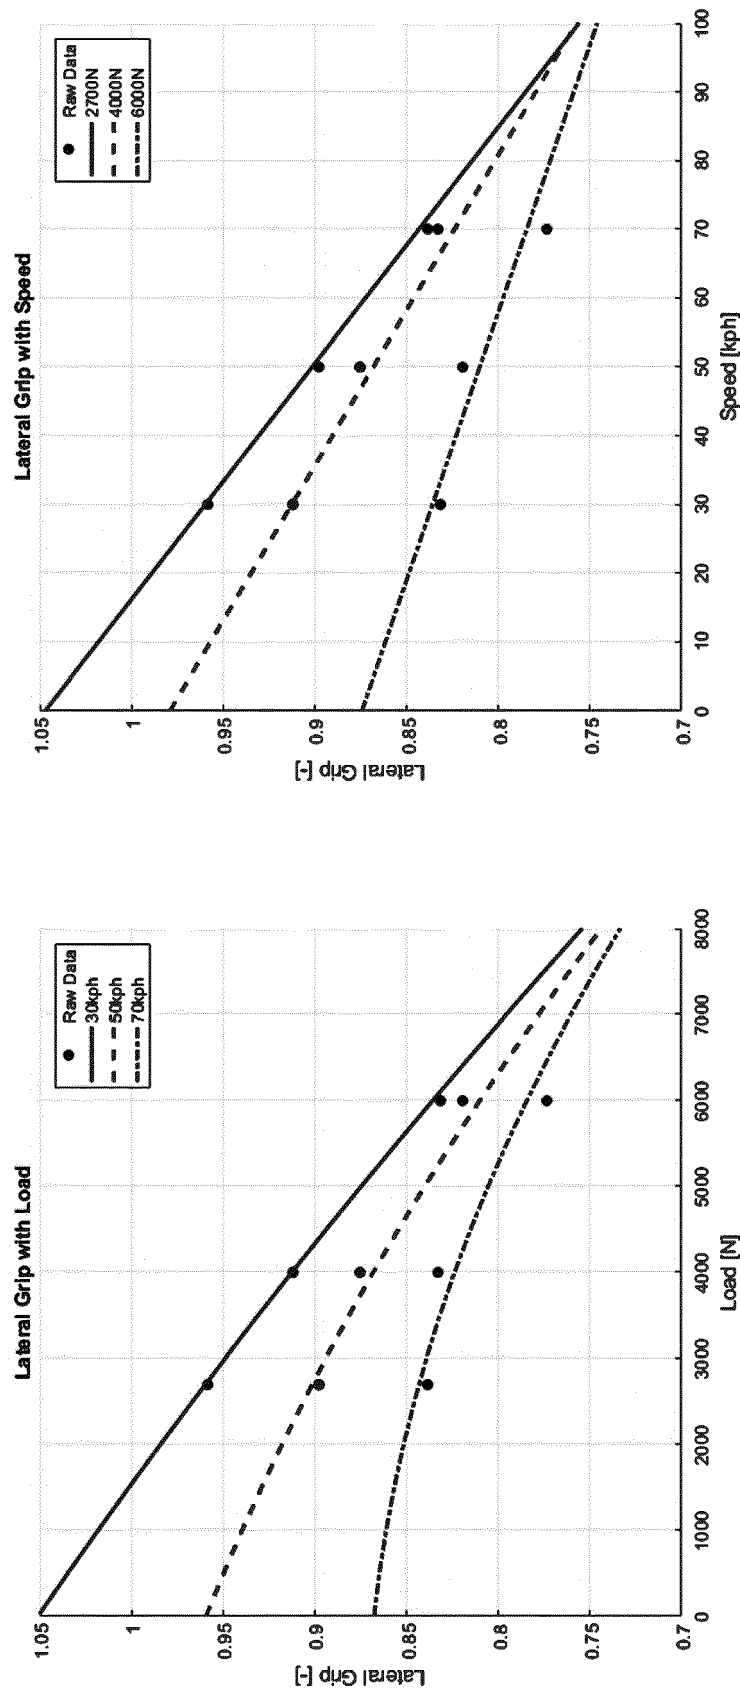 Lateral Grip with Load
Raw Data
30kph
50kph
70kph
1.05
1
0.95
0.9
0.85
0.8
0.75
0.7
Lateral Grip [-]
0
1000
2000
3000
4000
5000
6000
7000
8000
Load [N]
Lateral Grip with Speed
Raw Data
2700N
4000N
6000N
1.05
1
0.95
0.9
0.85
0.8
0.75
0.7
Lateral Grip [-]
0
10
20
30
40
50
60
70
80
90
100
Speed [kph]